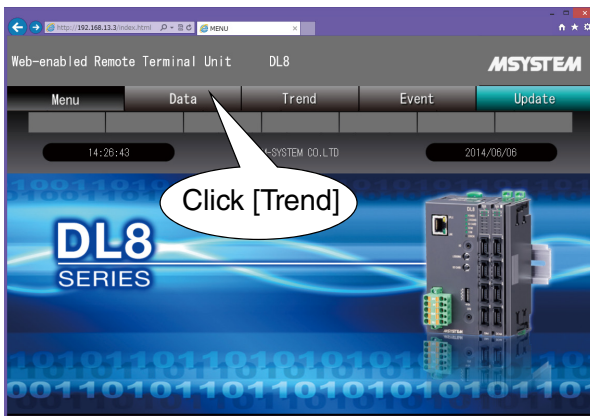 http://192.168.13.3/index.html
MENU
Web-enabled Remote Terminal Unit DL8
MSYSTEM
Menu Data Trend Event Update
14:26:43 M-SYSTEM CO.LTD 2014/06/06
Click [Trend]
DL8
SERIES